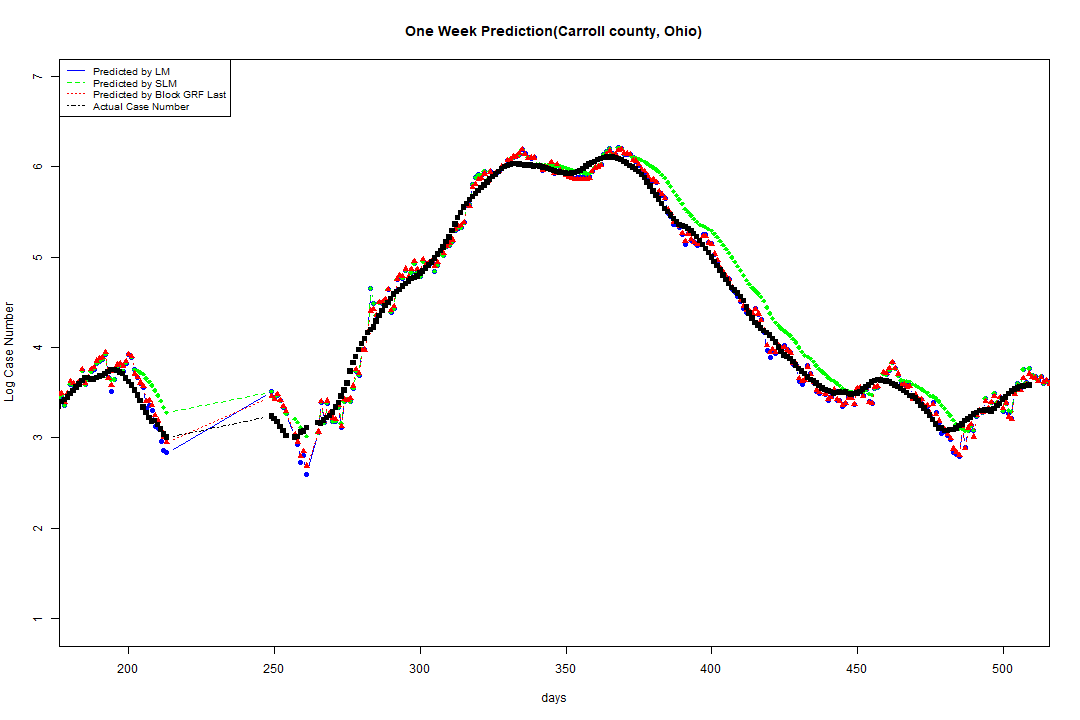 One Week Prediction(Carroll county, Ohio)
Predicted by LM
Predicted by SLM
Predicted by Block GRF Last
Actual Case Number
Log Case Number
7
6
5
4
3
2
1
200 250 300 350 400 450 500
days